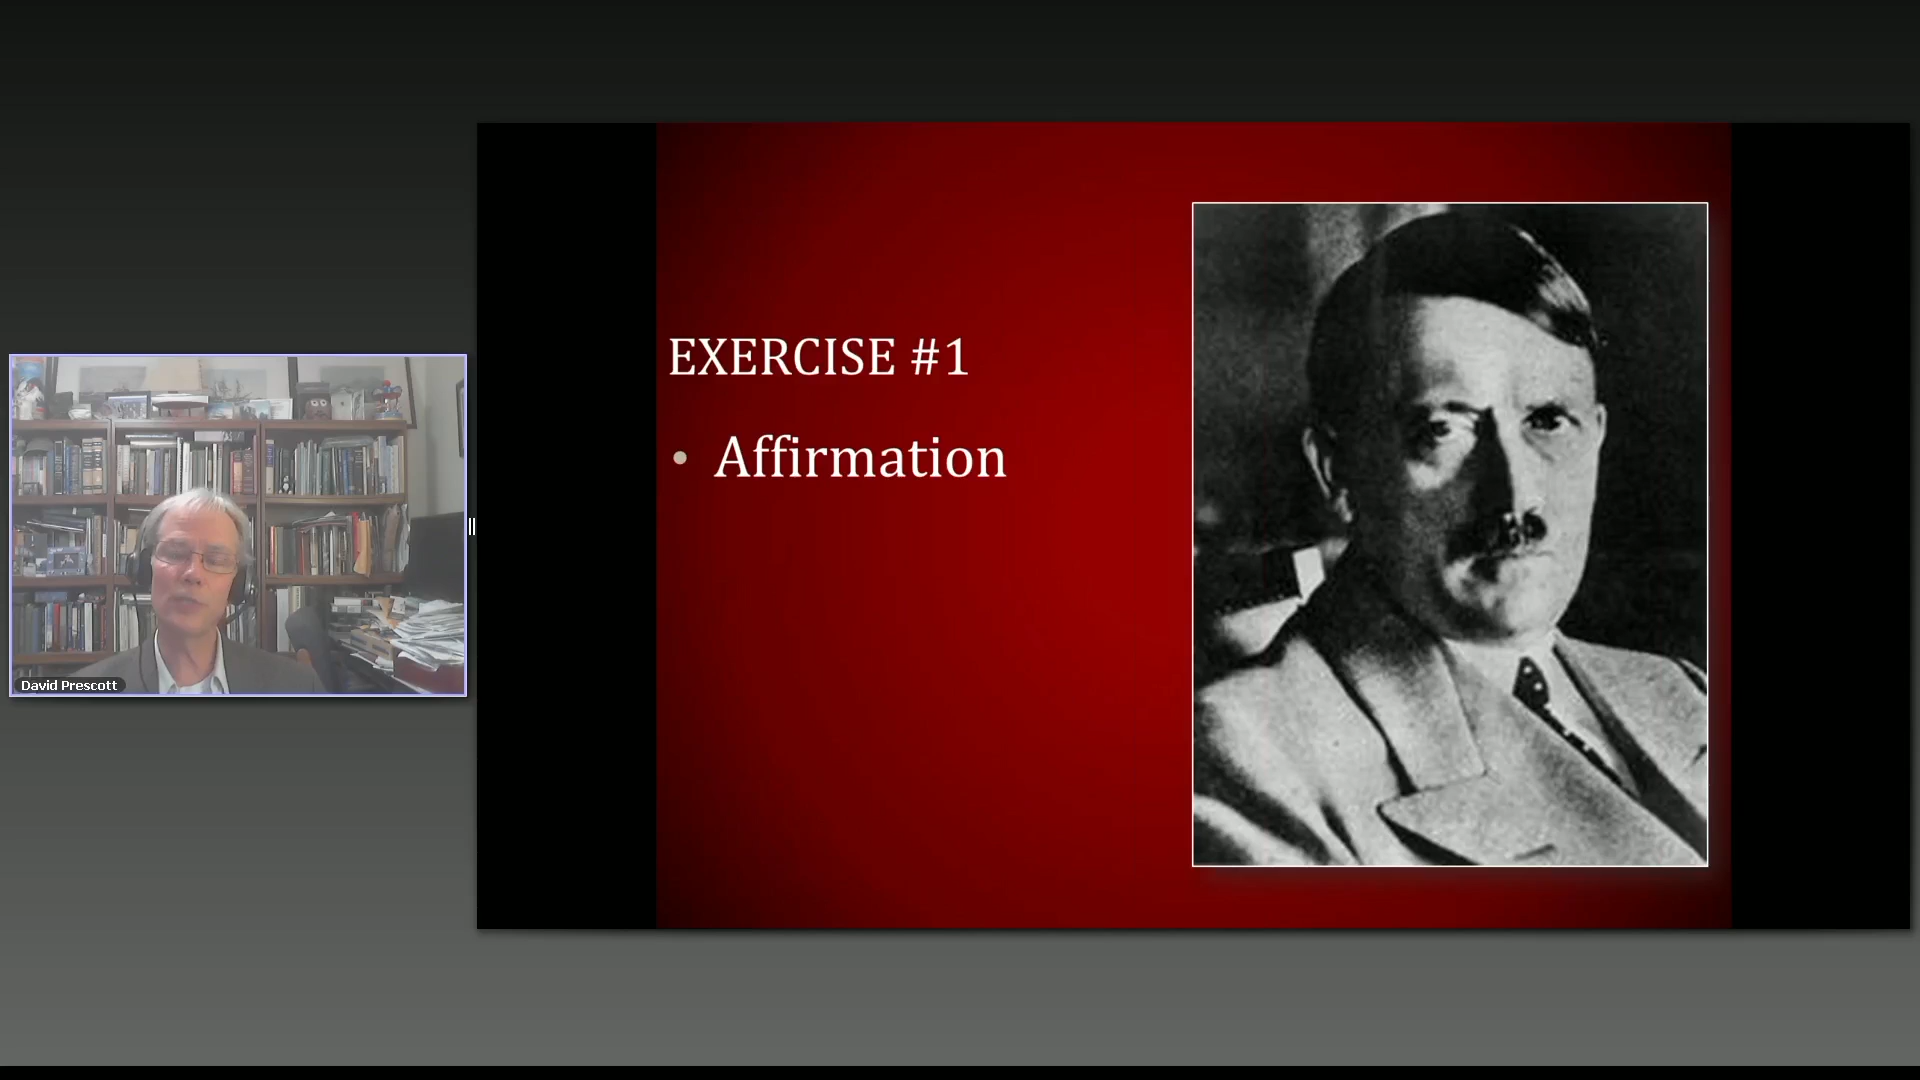 EXERCISE #1
• Affirmation
David Prescott